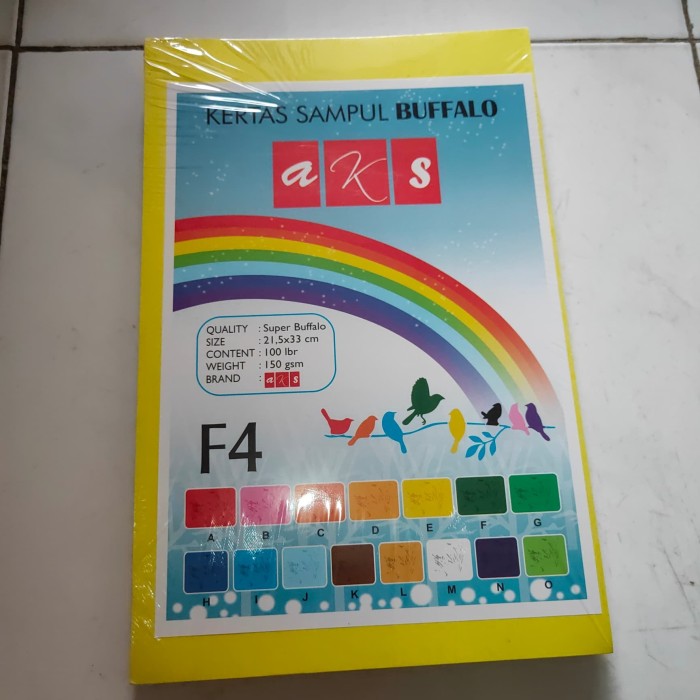 KERTAS SAMPUL BUFFALO
aKs
QUALITY : Super Buffalo
SIZE : 21,5x33 cm
CONTENT : 100 lbr
WEIGHT : 150 gsm
BRAND : aKs
F4
A B C D E F G
H I J K L M N O